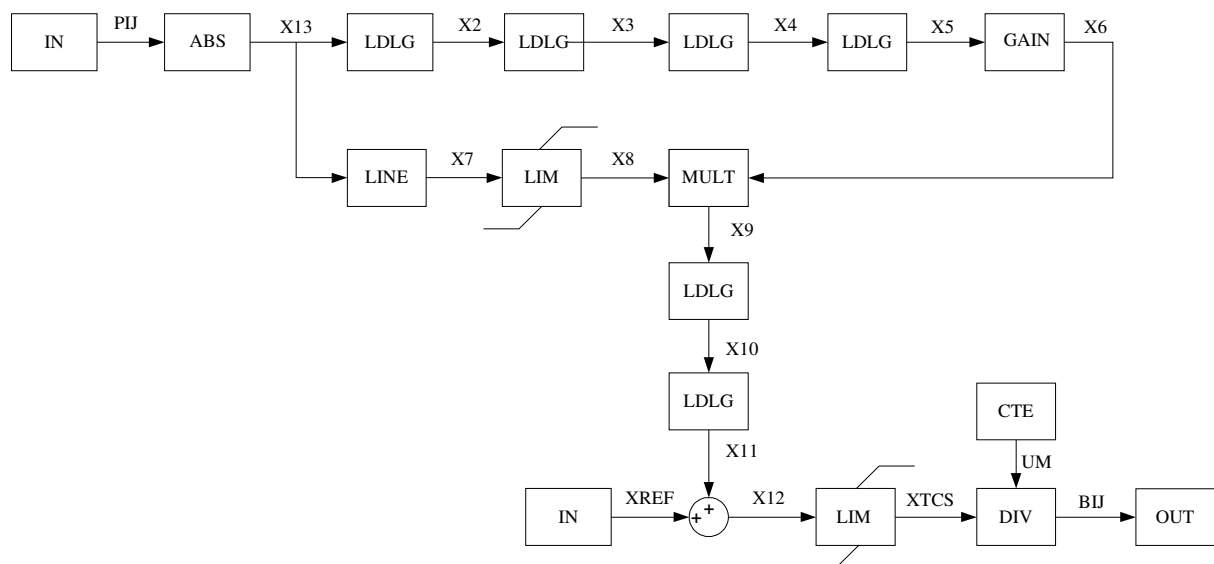 PIJ X13 X2 X3 X4 X5 X6
IN ABS LDLG LDLG LDLG LDLG GAIN
X7 X8
LINE LIM MULT
X9
LDLG
X10
LDLG
CTE
X11
UM
XREF + X12 XTCS BIJ
IN + LIM DIV OUT